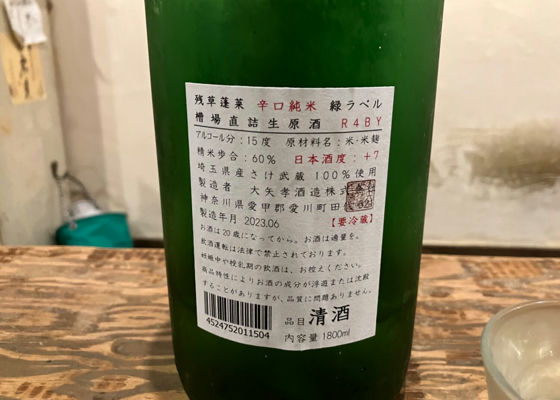 残草蓬莱 辛口純米 緑ラベル
槽場直詰生原酒 R4BY
アルコール分：15度 原材料名：米・米麹
精米歩合：60% 日本酒度：+7
埼玉県産さけ武蔵100%使用
製造者 大矢孝酒造株式会
神奈川県愛甲郡愛川町田
製造年月 2023.06 【要冷蔵】
お酒は20歳になってから。お酒は適量を。
飲酒運転は法律で禁止されております。
妊娠中や授乳期の飲酒は、お控えください。
商品特性によりお酒の成分が浮遊または沈殿
することがありますが、品質に問題ありません。
4524752011504
品目 清酒
内容量 1800ml